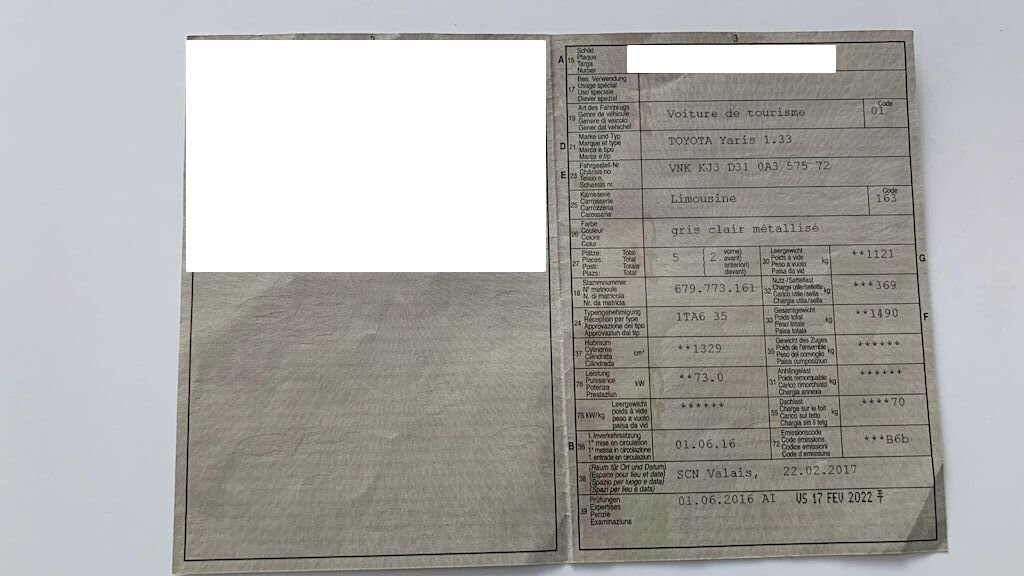 3
A 15 Schild
Plaque
Targa
Numer
17 Bes. Verwendung
Usage spécial
Uso speciale
Diever spezial
19 Art des Fahrzeugs
Genre de véhicule
Genere di veicolo
Gener dal vehichel
Voiture de tourisme
Code
01
D 21 Marke und Typ
Marque et type
Marca e tipo
Marca e tip
TOYOTA Yaris 1.33
E 23 Fahrgestell-Nr.
Châssis no
Telaio n.
Schassis nr.
VNK KJ3 D31 0A3 575 72
25 Karosserie
Carrosserie
Carrozzeria
Carossaria
Limousine
Code
163
26 Farbe
Couleur
Colore
Colur
gris clair métallisé
27 Plätze: Total
Places: Total
Posti: Totale
Plazs: Total
5
2
vorne)
avant)
anteriori)
davant)
30 Leergewicht
Poids à vide
Peso a vuoto
Paisa da vid
kg
**1121
G
18 Stammnummer
N° matricule
N. di matricola
Nr. da matricla
679.773.161
32 Nutz-/Sattellast
Charge utile/sellette
Carico utile/sella
Chargia utila/sella
kg
***369
24 Typengenehmigung
Réception par type
Approvazione del tipo
Approvaziun dal tip
1TA6 35
33 Gesamtgewicht
Poids total
Peso totale
Paisa totala
kg
**1490
F
37 Hubraum
Cylindrée
Cilindrata
Cilindrada
cm³
**1329
35 Gewicht des Zuges
Poids de l'ensemble
Peso del convoglio
Paisa cumposiziun
kg
******
76 Leistung
Puissance
Potenza
Prestaziun
kW
**73.0
31 Anhängelast
Poids remorquable
Carico rimorchiato
Chargia annexa
kg
******
78 kW/kg
Leergewicht
poids à vide
peso a vuoto
paisa da vid
******
55 Dachlast
Charge sur le toit
Carico sul tetto
Chargia sin il tetg
kg
****70
B 36 1. Inverkehrsetzung
1re mise en circulation
1a messa in circolazione
1. entrada en circulaziun
01.06.16
72 Emissionscode
Code émissions
Codice emissioni
Code d'emissiuns
***B6b
38 (Raum für Ort und Datum)
(Espace pour lieu et date)
(Spazio per luogo e data)
(Spazi per lieu e data)
SCN Valais, 22.02.2017
39 Prüfungen
Expertises
Perizie
Examinaziuns
01.06.2016 AI VS 17 FEV 2022